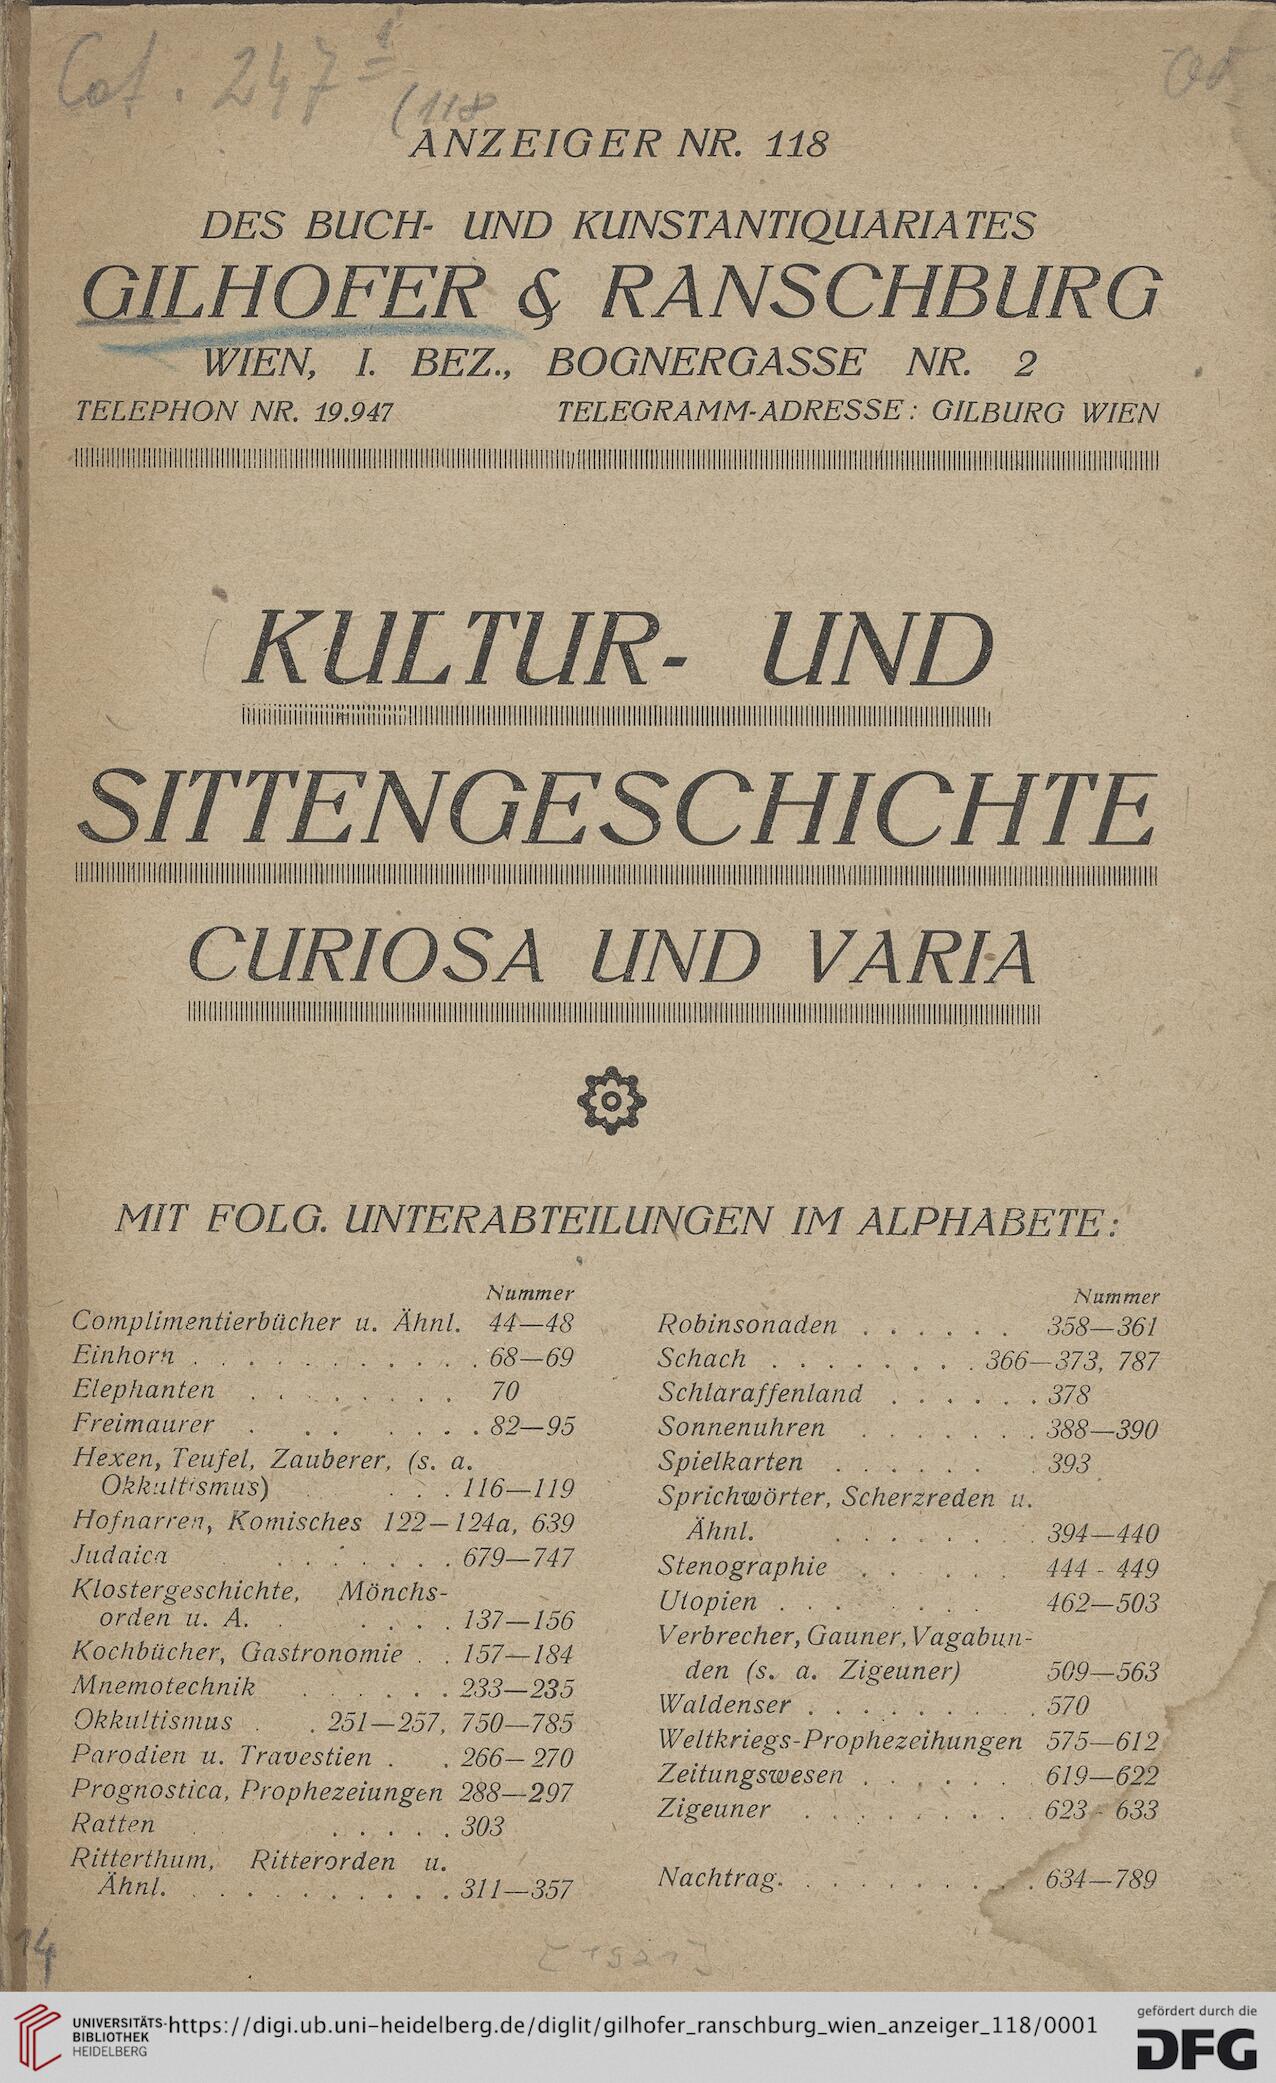 Cat. 247 1
(118
ANZEIGER NR. 118
DES BUCH- UND KUNSTANTIQUARIATES
GILHOFER & RANSCHBURG
WIEN, I. BEZ., BOGNERGASSE NR. 2
TELEPHON NR. 19.947 TELEGRAMM-ADRESSE: GILBURG WIEN
KULTUR- UND
SITTENGESCHICHTE
CURIOSA UND VARIA
MIT FOLG. UNTERABTEILUNGEN IM ALPHABETE:
Nummer
Complimentierbücher u. Ähnl. 44—48
Einhorn . . . . . . . . . . . 68—69
Elephanten . . . . . . . . 70
Freimaurer . . . . . . . 82—95
Hexen, Teufel, Zauberer, (s. a.
Okkultismus) . . . 116—119
Hofnarren, Komisches 122—124a, 639
Judaica . . . . . . . 679—747
Klostergeschichte, Mönchs-
orden u. A. . . . . . 137—156
Kochbücher, Gastronomie . . 157—184
Mnemotechnik . . . . . . 233—235
Okkultismus . . 251—257, 750—785
Parodien u. Travestien . . 266—270
Prognostica, Prophezeiungen 288—297
Ratten . . . . . 303
Ritterthum, Ritterorden u.
Ähnl. . . . . . . . . . . 311—357
Nummer
Robinsonaden . . . . . . 358—361
Schach . . . . . . . . 366—373, 787
Schlaraffenland . . . . . . 378
Sonnenuhren . . . . . . . 388—390
Spielkarten . . . . . . . 393
Sprichwörter, Scherzreden u.
Ähnl. . . . . . . . 394—440
Stenographie . . . . . . 444 - 449
Utopien . . . . . . . 462—503
Verbrecher, Gauner, Vagabun-
den (s. a. Zigeuner) 509—563
Waldenser . . . . . . . . . 570
Weltkriegs-Prophezeihungen 575—612
Zeitungswesen . . . . . . 619—622
Zigeuner . . . . . . . . 623 - 633
Nachtrag. . . . . . . . . . 634—789
14
[1921]
UNIVERSITÄTS-
BIBLIOTHEK
HEIDELBERG
https://digi.ub.uni-heidelberg.de/diglit/gilhofer_ranschburg_wien_anzeiger_118/0001
gefördert durch die
DFG